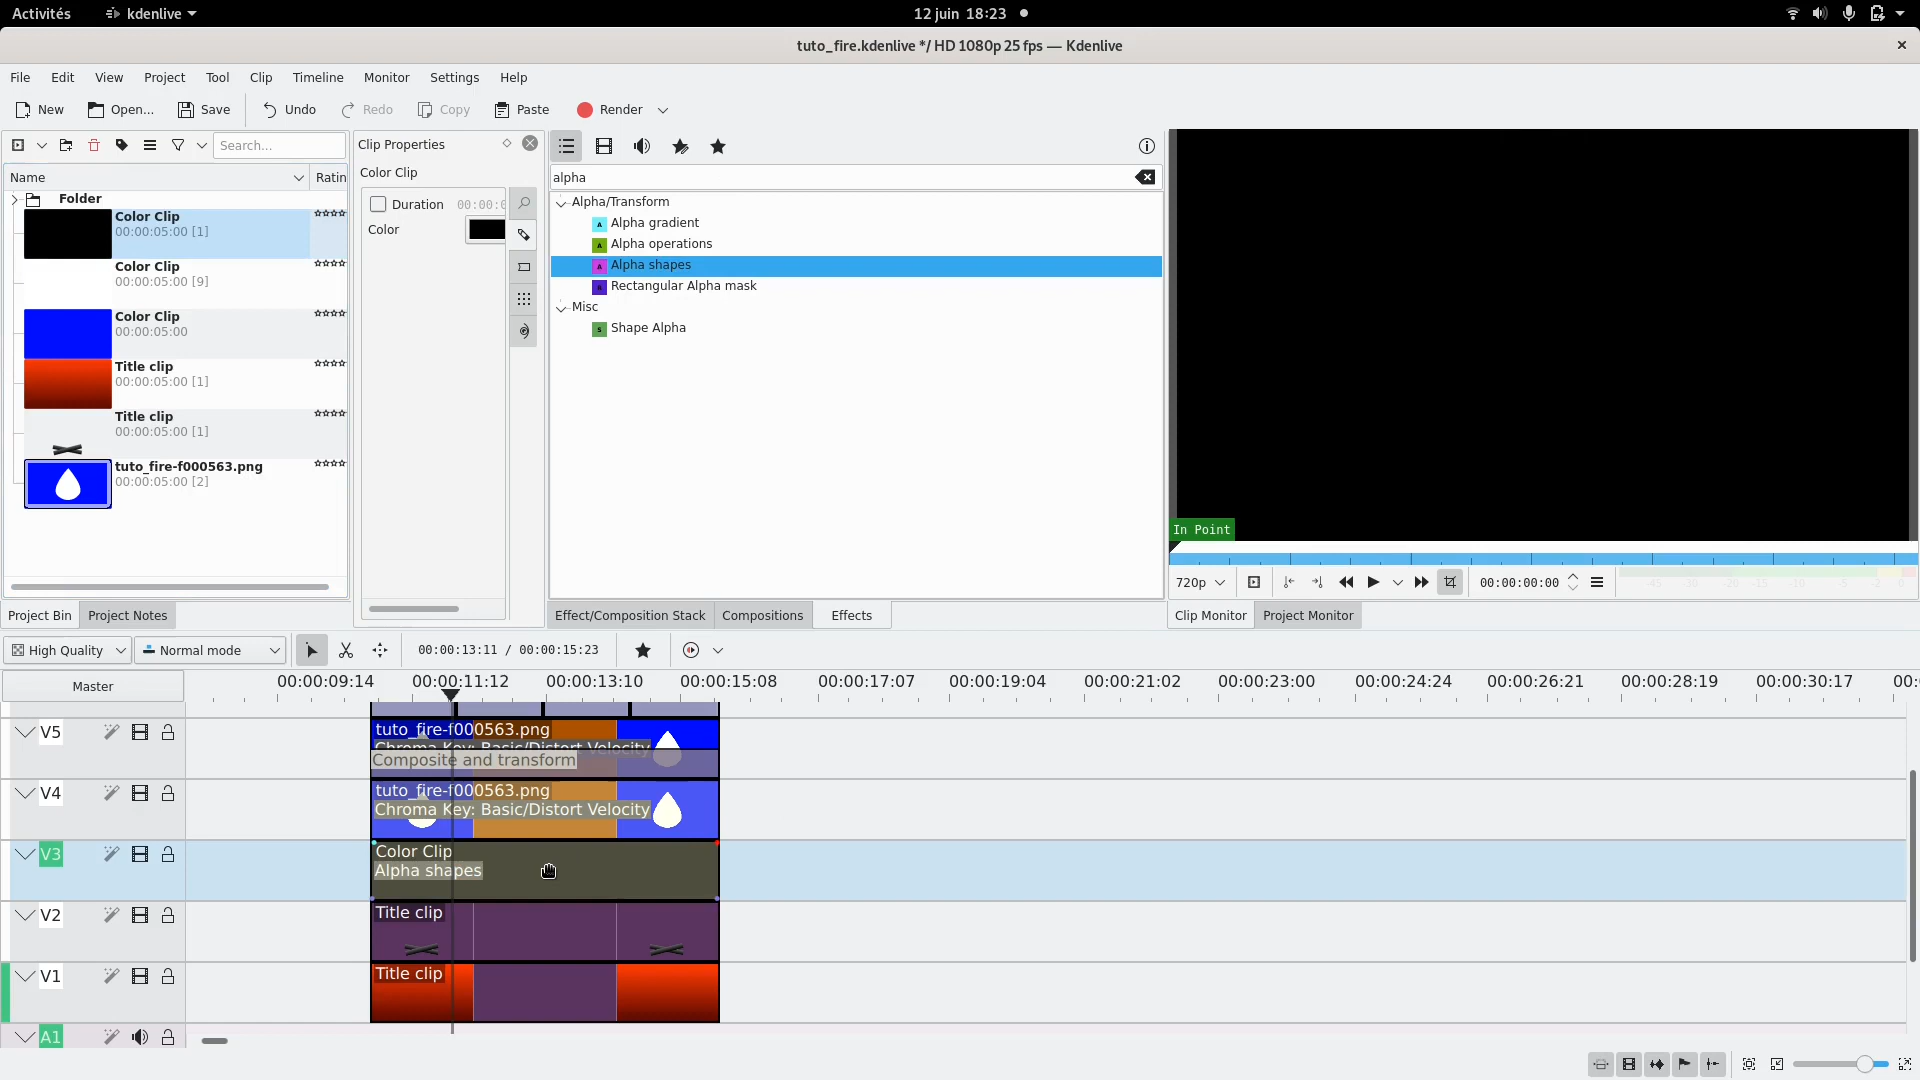 Activités
kdenlive
12 juin 18:23
tuto_fire.kdenlive */ HD 1080p 25 fps — Kdenlive
File Edit View Project Tool Clip Timeline Monitor Settings Help
New Open... Save Undo Redo Copy Paste Render
Search...
Name Ratin
Folder
Color Clip
00:00:05:00 [1]
Color Clip
00:00:05:00 [9]
Color Clip
00:00:05:00
Title clip
00:00:05:00 [1]
Title clip
00:00:05:00 [1]
tuto_fire-f000563.png
00:00:05:00 [2]
Project Bin Project Notes
Clip Properties
Color Clip
Duration 00:00:0
Color
alpha
Alpha/Transform
Alpha gradient
Alpha operations
Alpha shapes
Rectangular Alpha mask
Misc
Shape Alpha
Effect/Composition Stack Compositions Effects
In Point
720p 00:00:00:00
Clip Monitor Project Monitor
High Quality Normal mode 00:00:13:11 / 00:00:15:23
Master
00:00:09:14 00:00:11:12 00:00:13:10 00:00:15:08 00:00:17:07 00:00:19:04 00:00:21:02 00:00:23:00 00:00:24:24 00:00:26:21 00:00:28:19 00:00:30:17 00:
V5
tuto_fire-f000563.png
Chroma Key: Basic/Distort Velocity
Composite and transform
V4
tuto_fire-f000563.png
Chroma Key: Basic/Distort Velocity
V3
Color Clip
Alpha shapes
V2
Title clip
V1
Title clip
A1